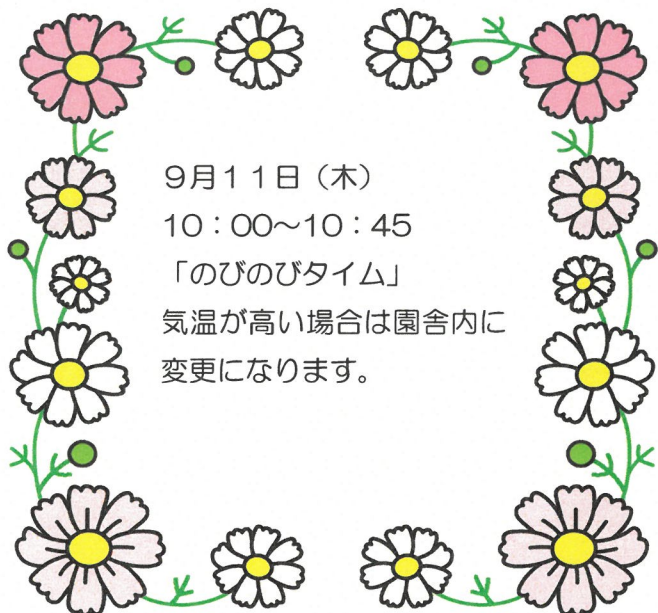 ９月１１日（木）
10：00～10：45
「のびのびタイム」
気温が高い場合は園舎内に
変更になります。